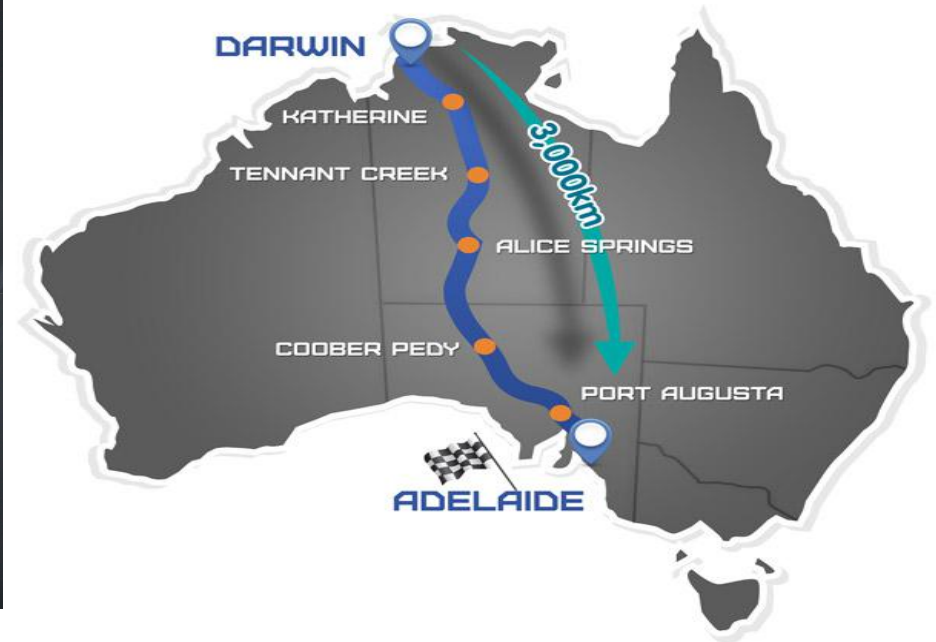 DARWIN
KATHERINE
TENNANT CREEK
3,000km
ALICE SPRINGS
COOBER PEDY
PORT AUGUSTA
ADELAIDE